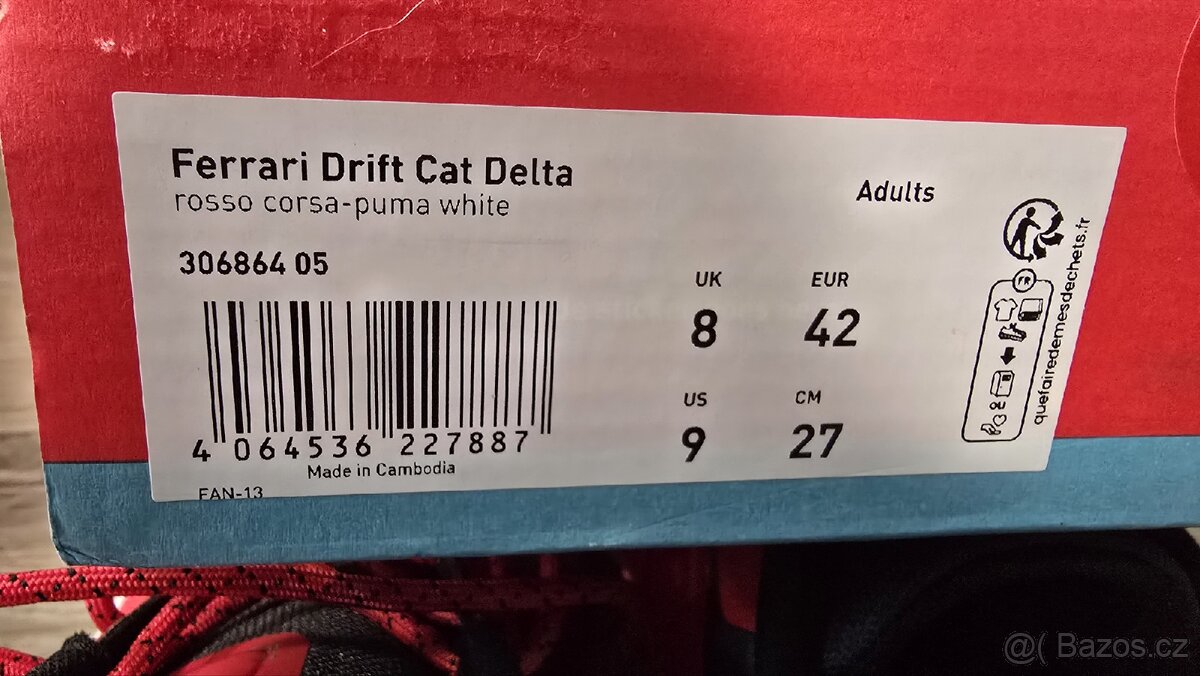 Ferrari Drift Cat Delta
rosso corsa-puma white
Adults
306864 05
UK EUR
8 42
US CM
9 27
4 064536 227887
Made in Cambodia
EAN-13
FR
quefairedemesdechets.fr
@( Bazos.cz